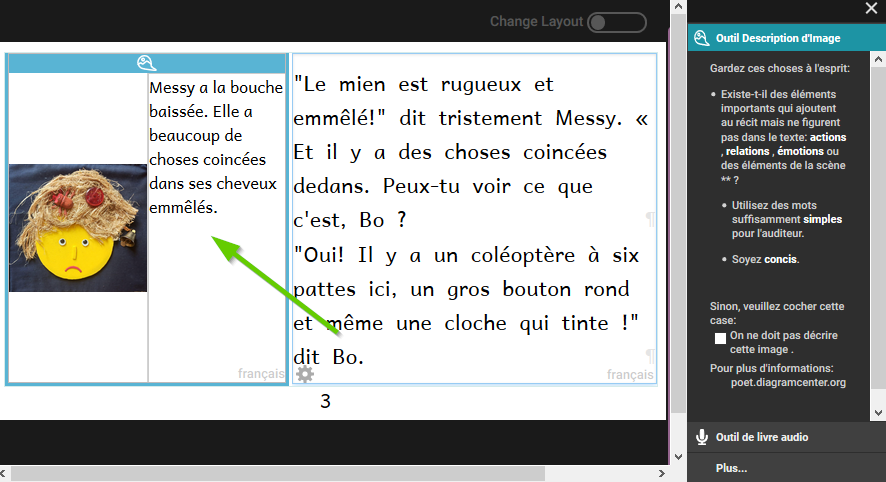 Change Layout
Messy a la bouche
baissée. Elle a
beaucoup de
choses coincées
dans ses cheveux
emmêlés.
français
"Le mien est rugueux et
emmêlé!" dit tristement Messy. «
Et il y a des choses coincées
dedans. Peux-tu voir ce que
c'est, Bo ?
"Oui! Il y a un coléoptère à six
pattes ici, un gros bouton rond
et même une cloche qui tinte !"
dit Bo.
français
3
Outil Description d'Image
Gardez ces choses à l'esprit:
• Existe-t-il des éléments
importants qui ajoutent
au récit mais ne figurent
pas dans le texte: actions
, relations , émotions ou
des éléments de la scène
** ?
• Utilisez des mots
suffisamment simples
pour l'auditeur.
• Soyez concis.
Sinon, veuillez cocher cette
case:
On ne doit pas décrire
cette image .
Pour plus d'informations:
poet.diagramcenter.org
Outil de livre audio
Plus...